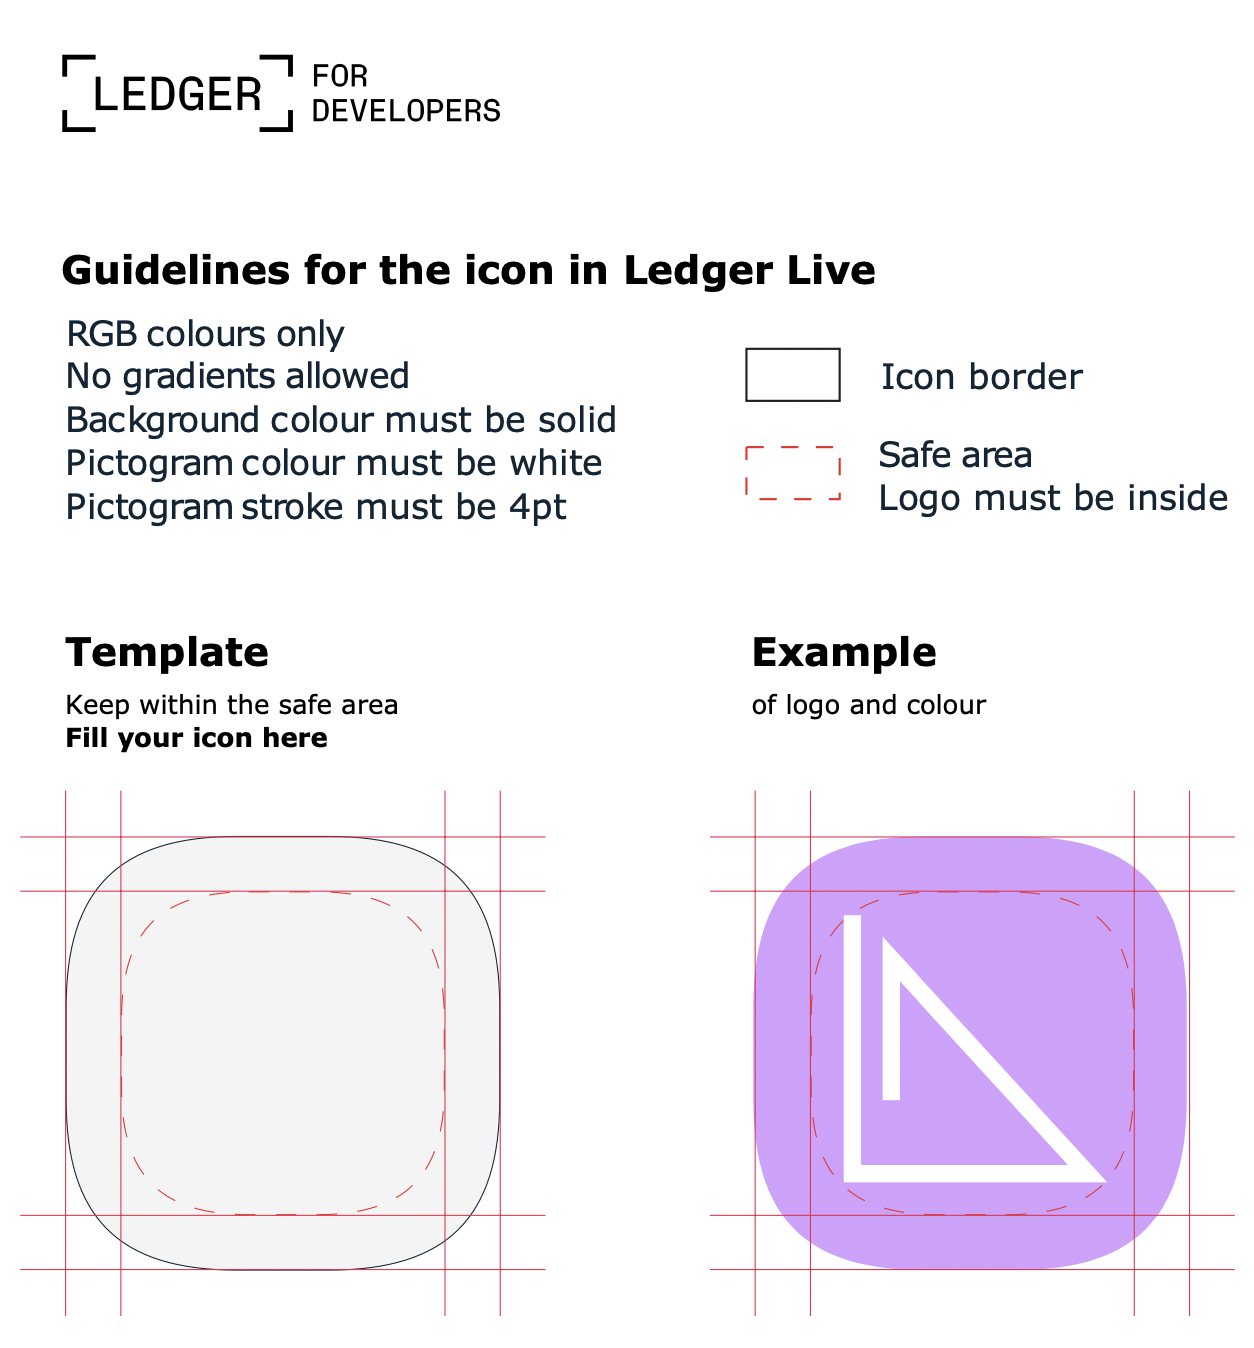 LEDGER
FOR
DEVELOPERS
Guidelines for the icon in Ledger Live
RGB colours only
No gradients allowed
Background colour must be solid
Pictogram colour must be white
Pictogram stroke must be 4pt
Icon border
Safe area
Logo must be inside
Template
Keep within the safe area
Fill your icon here
Example
of logo and colour